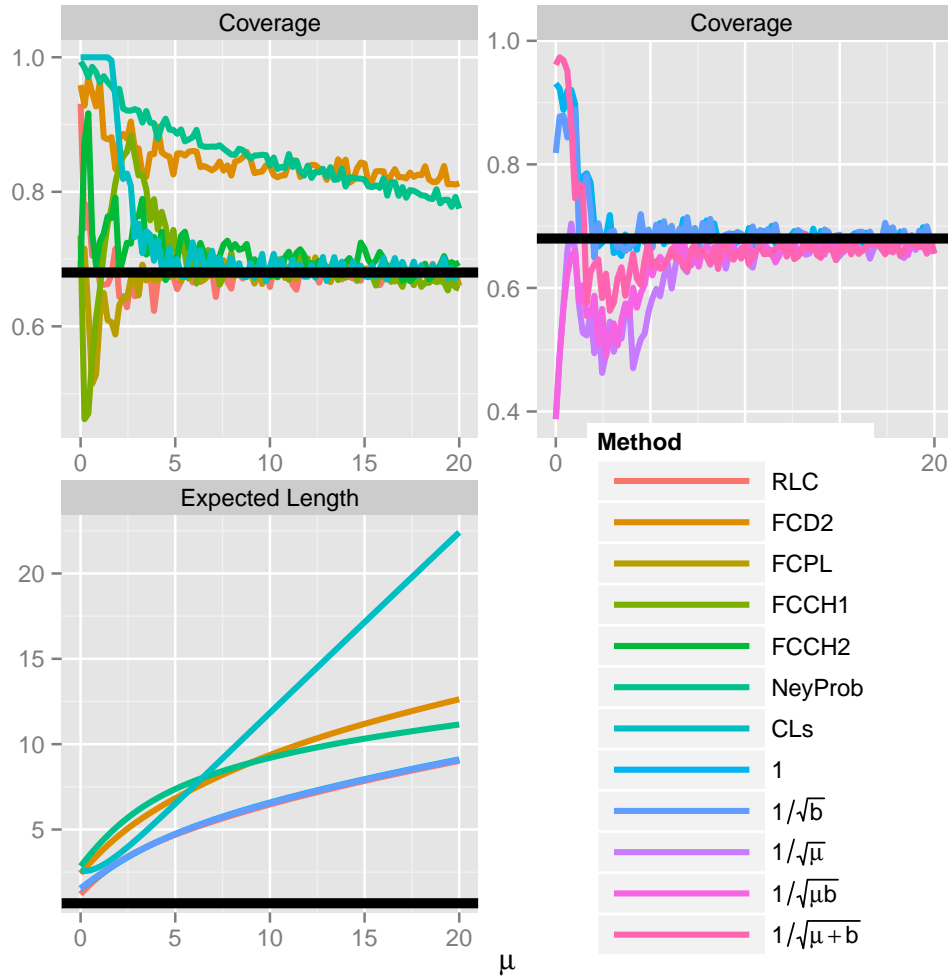 Coverage
1.0
0.8
0.6
0 5 10 15 20
Coverage
1.0
0.8
0.6
0.4
0 20
Expected Length
20
15
10
5
0 5 10 15 20
μ
Method
RLC
FCD2
FCPL
FCCH1
FCCH2
NeyProb
CLs
1
1/√b
1/√μ
1/√μb
1/√μ + b